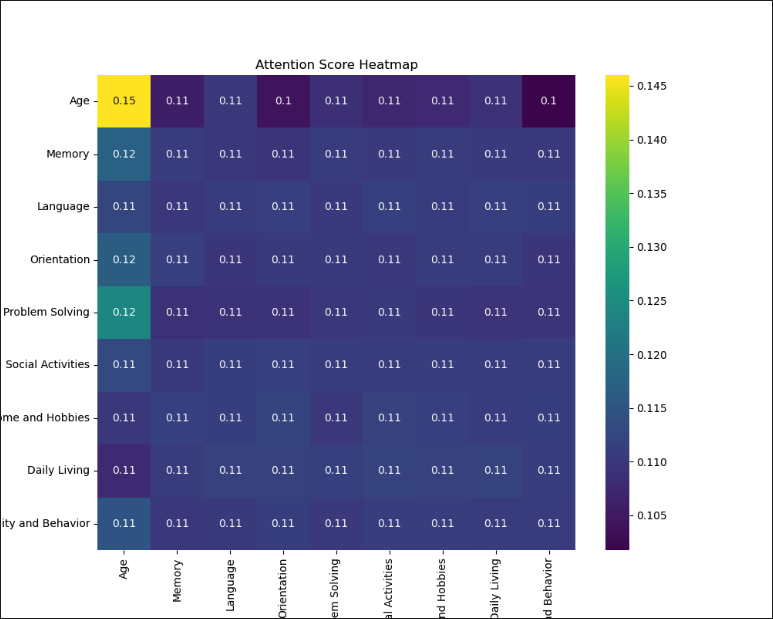 Attention Score Heatmap
Age 0.15 0.11 0.11 0.1 0.11 0.11 0.11 0.11 0.1
Memory 0.12 0.11 0.11 0.11 0.11 0.11 0.11 0.11 0.11
Language 0.11 0.11 0.11 0.11 0.11 0.11 0.11 0.11 0.11
Orientation 0.12 0.11 0.11 0.11 0.11 0.11 0.11 0.11 0.11
Problem Solving 0.12 0.11 0.11 0.11 0.11 0.11 0.11 0.11 0.11
Social Activities 0.11 0.11 0.11 0.11 0.11 0.11 0.11 0.11 0.11
ome and Hobbies 0.11 0.11 0.11 0.11 0.11 0.11 0.11 0.11 0.11
Daily Living 0.11 0.11 0.11 0.11 0.11 0.11 0.11 0.11 0.11
ity and Behavior 0.11 0.11 0.11 0.11 0.11 0.11 0.11 0.11 0.11
Age
Memory
Language
Orientation
em Solving
al Activities
nd Hobbies
Daily Living
nd Behavior
0.145
0.140
0.135
0.130
0.125
0.120
0.115
0.110
0.105